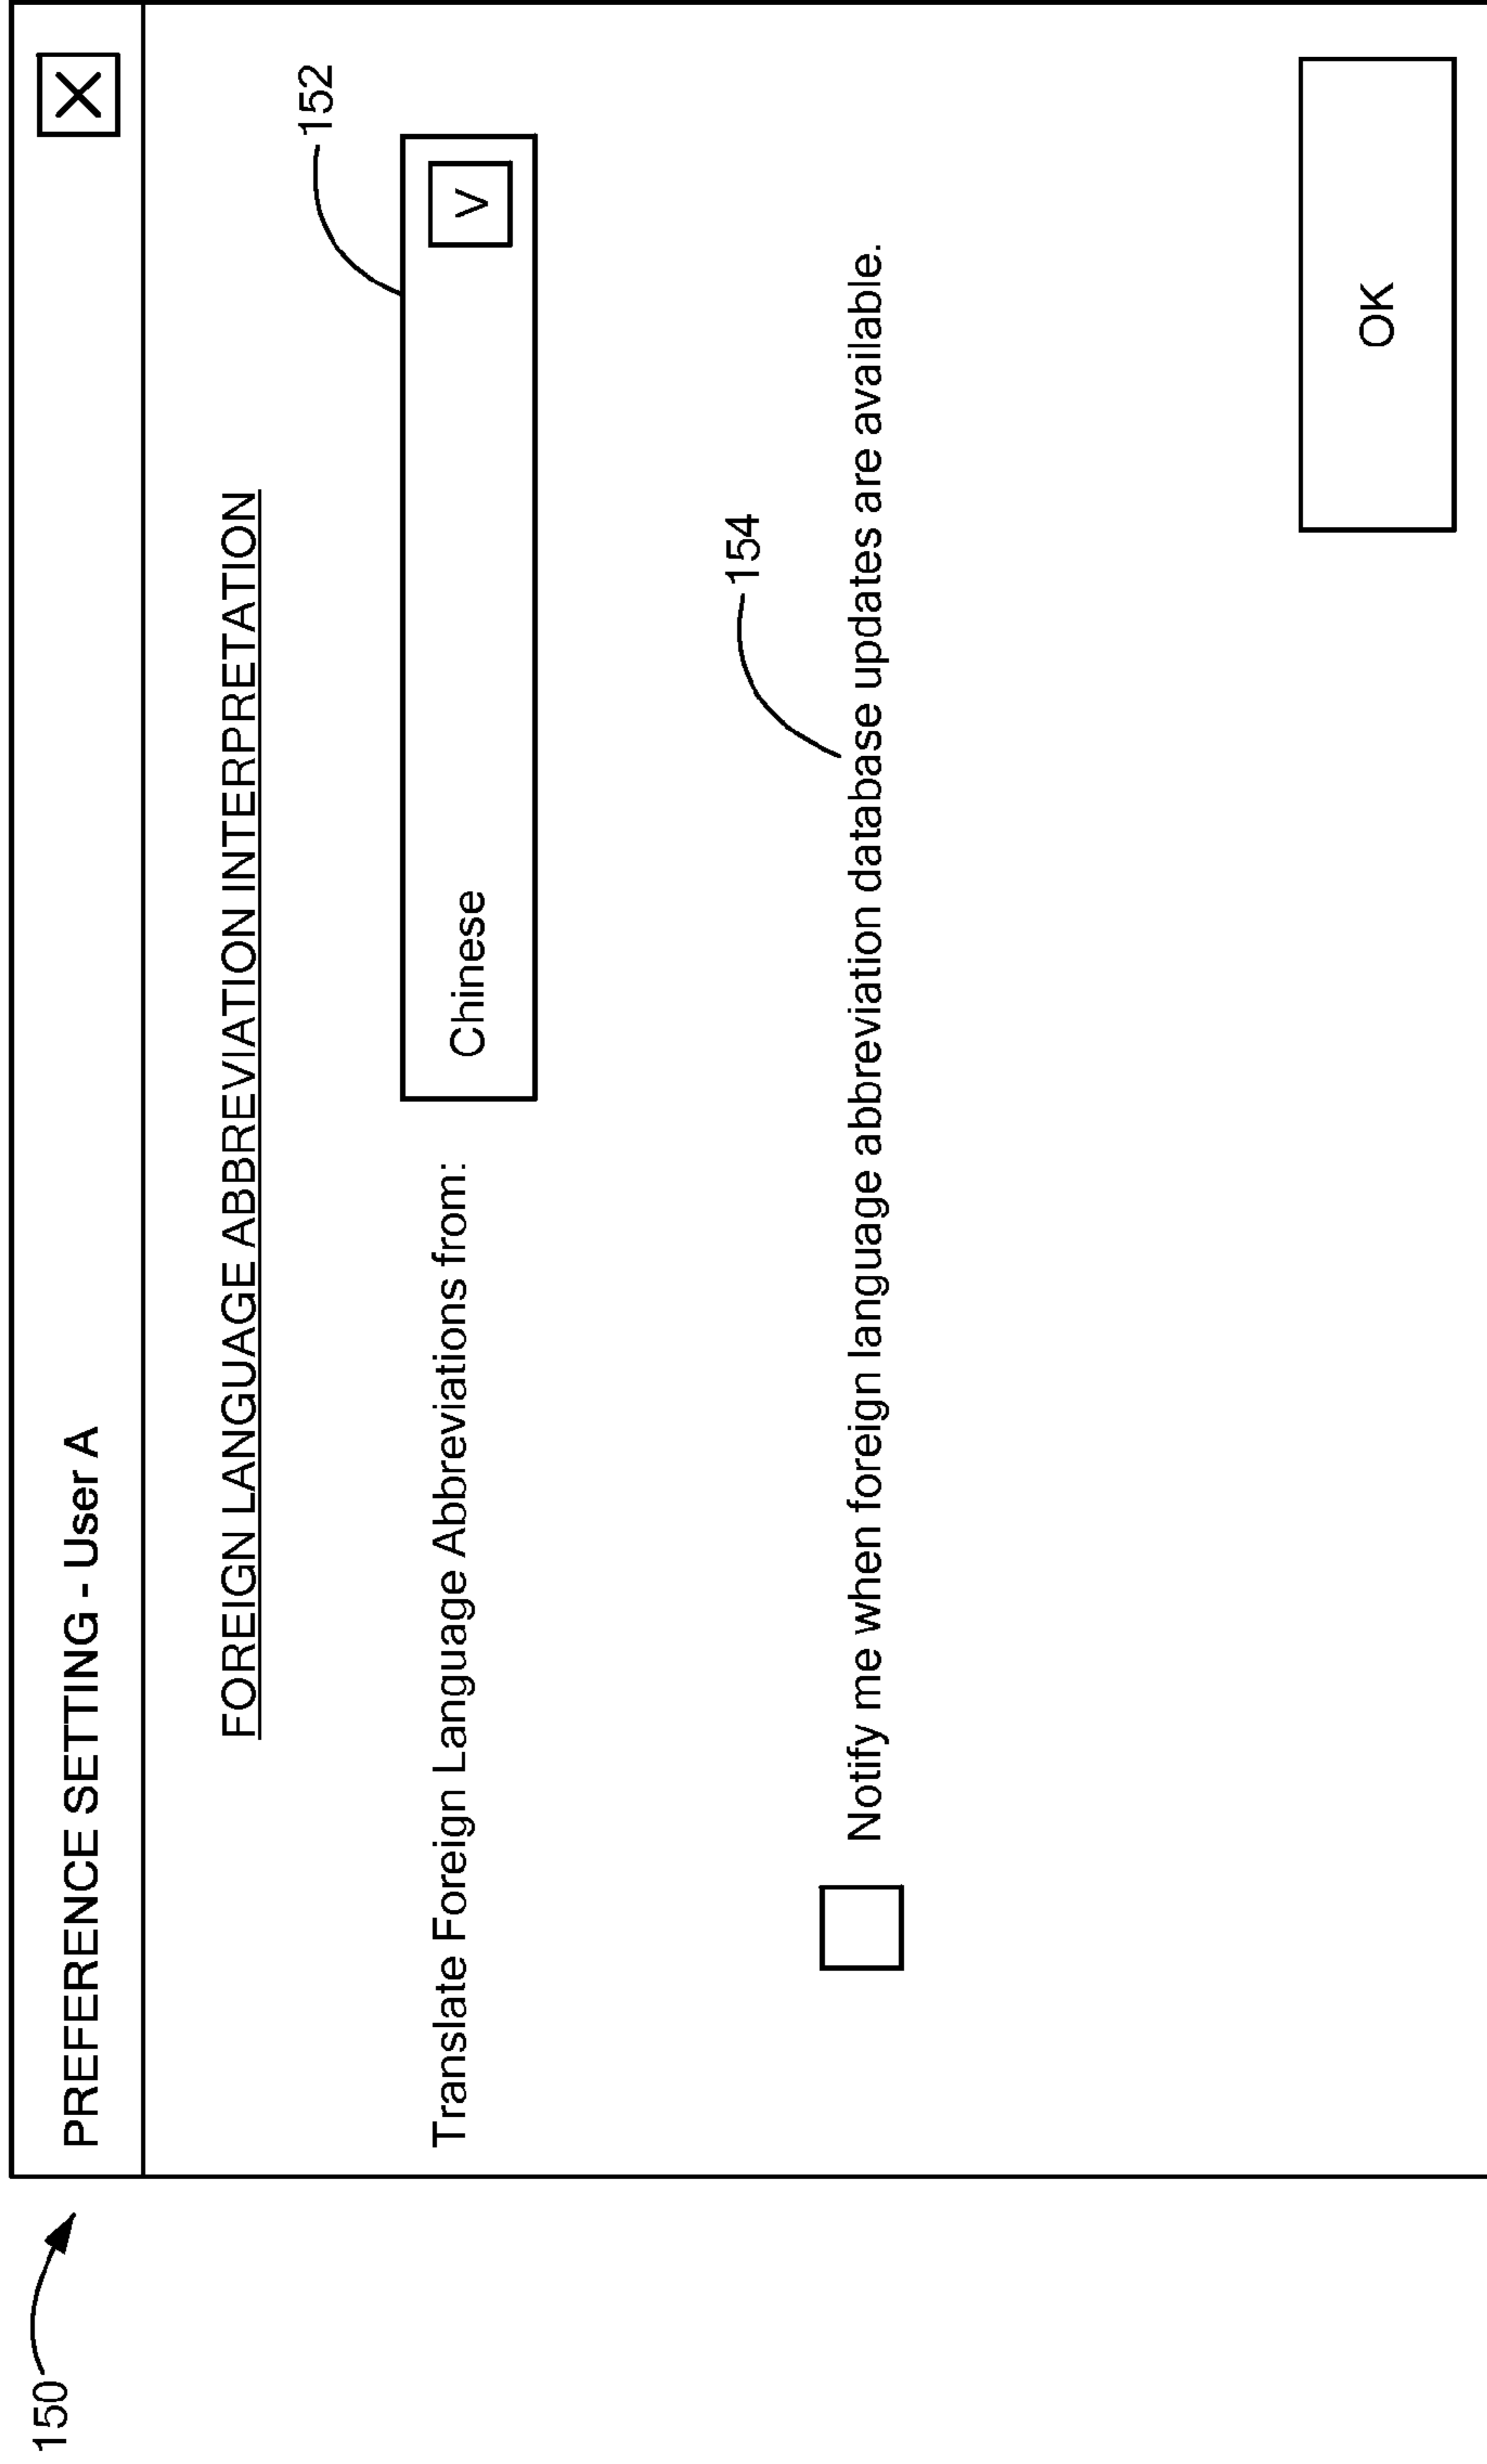 150
PREFERENCE SETTING - User A X
FOREIGN LANGUAGE ABBREVIATION INTERPRETATION
152
Translate Foreign Language Abbreviations from: Chinese V
154
Notify me when foreign language abbreviation database updates are available.
OK